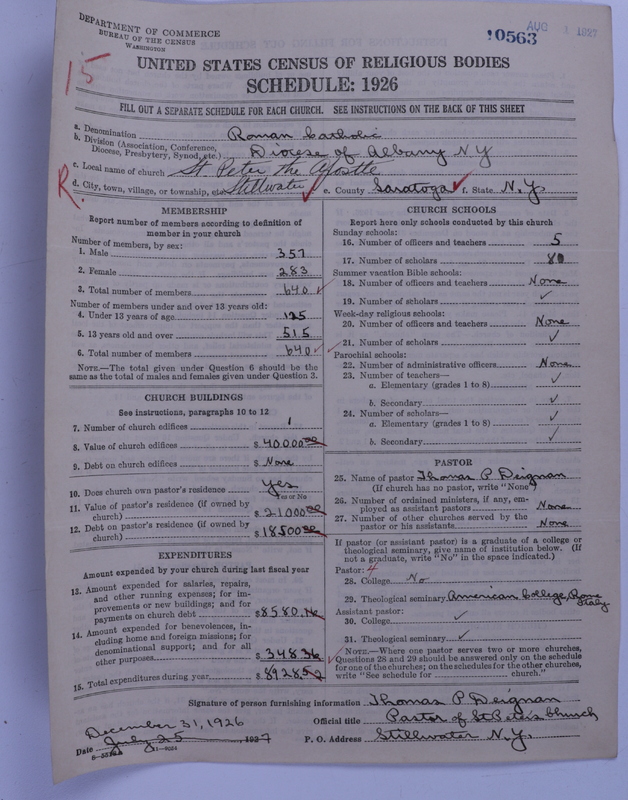 DEPARTMENT OF COMMERCE
BUREAU OF THE CENSUS
WASHINGTON
10563
AUG 1 1927
15
UNITED STATES CENSUS OF RELIGIOUS BODIES
SCHEDULE: 1926
FILL OUT A SEPARATE SCHEDULE FOR EACH CHURCH. SEE INSTRUCTIONS ON THE BACK OF THIS SHEET
a. Denomination Roman Catholic
b. Division (Association, Conference, Diocese, Presbytery, Synod, etc.) Diocese of Albany N Y
c. Local name of church St Peter the Apostle
R.
d. City, town, village, or township, etc. Stillwater e. County Saratoga f. State N.Y.
MEMBERSHIP
Report number of members according to definition of
member in your church
Number of members, by sex:
1. Male 357
2. Female 283
3. Total number of members 640
Number of members under and over 13 years old:
4. Under 13 years of age 125
5. 13 years old and over 515
6. Total number of members 640
NOTE.—The total given under Question 6 should be
same as the total of males and females given under Question 3.
CHURCH BUILDINGS
See instructions, paragraphs 10 to 12
7. Number of church edifices 1
8. Value of church edifices $ 40000 00
9. Debt on church edifices $ None
10. Does church own pastor's residence Yes
Yes or No
11. Value of pastor's residence (if owned by
church) $ 21000 00
12. Debt on pastor's residence (if owned by
church) $ 18500 00
EXPENDITURES
Amount expended by your church during last fiscal year
13. Amount expended for salaries, repairs,
and other running expenses; for im-
provements or new buildings; and for
payments on church debt $ 8580.16
14. Amount expended for benevolences, in-
cluding home and foreign missions; for
denominational support; and for all
other purposes $ 348 36
15. Total expenditures during year $ 8928 52
CHURCH SCHOOLS
Report here only schools conducted by this church
Sunday schools:
16. Number of officers and teachers 5
17. Number of scholars 80
Summer vacation Bible schools:
18. Number of officers and teachers None
19. Number of scholars ✓
Week-day religious schools:
20. Number of officers and teachers None
21. Number of scholars ✓
Parochial schools:
22. Number of administrative officers None
23. Number of teachers—
a. Elementary (grades 1 to 8) ✓
b. Secondary ✓
24. Number of scholars—
a. Elementary (grades 1 to 8) ✓
b. Secondary ✓
PASTOR
25. Name of pastor Thomas P Deignan
(If church has no pastor, write "None")
26. Number of ordained ministers, if any, em-
ployed as assistant pastors None
27. Number of other churches served by the
pastor or his assistants None
If pastor (or assistant pastor) is a graduate of a college or
theological seminary, give name of institution below. (If
not a graduate, write "No" in the space indicated.)
Pastor: 4
28. College No
29. Theological seminary American College, Rome Italy
Assistant pastor:
30. College ✓
31. Theological seminary ✓
NOTE.—Where one pastor serves two or more churches,
Questions 28 and 29 should be answered only on the schedule
for one of the churches; on the schedules for the other churches,
write "See schedule for church."
Signature of person furnishing information Thomas P Deignan
Official title Pastor of St Peters Church
December 31, 1926
Date July 25, 1927 P. O. Address Stillwater N.Y.